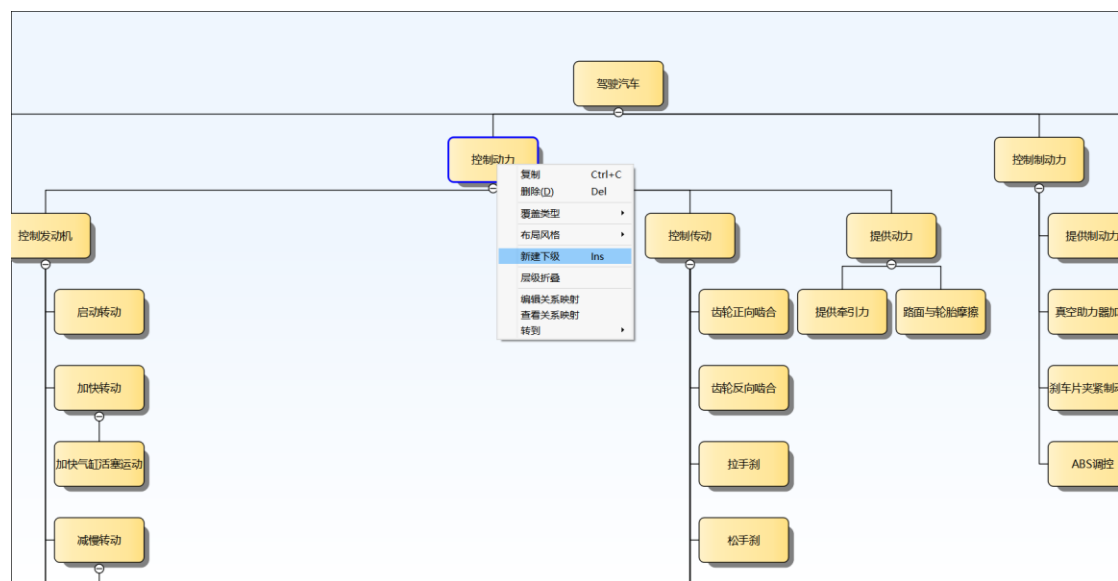 驾驶汽车
控制动力
控制制动力
复制 Ctrl+C
删除(D) Del
覆盖类型
布局风格
新建下级 Ins
层级折叠
编辑关系映射
查看关系映射
转到
控制发动机
控制传动
提供动力
提供制动力
启动转动
齿轮正向啮合
提供牵引力
路面与轮胎摩擦
真空助力器加
加快转动
齿轮反向啮合
刹车片夹紧制动
加快气缸活塞运动
拉手刹
ABS调控
减慢转动
松手刹